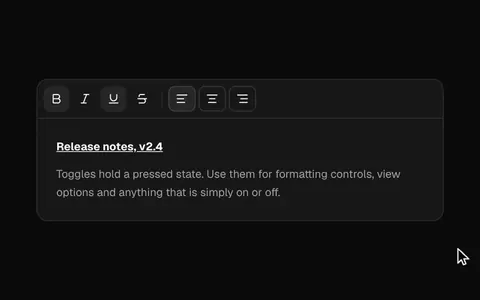 B I U S
Release notes, v2.4
Toggles hold a pressed state. Use them for formatting controls, view
options and anything that is simply on or off.